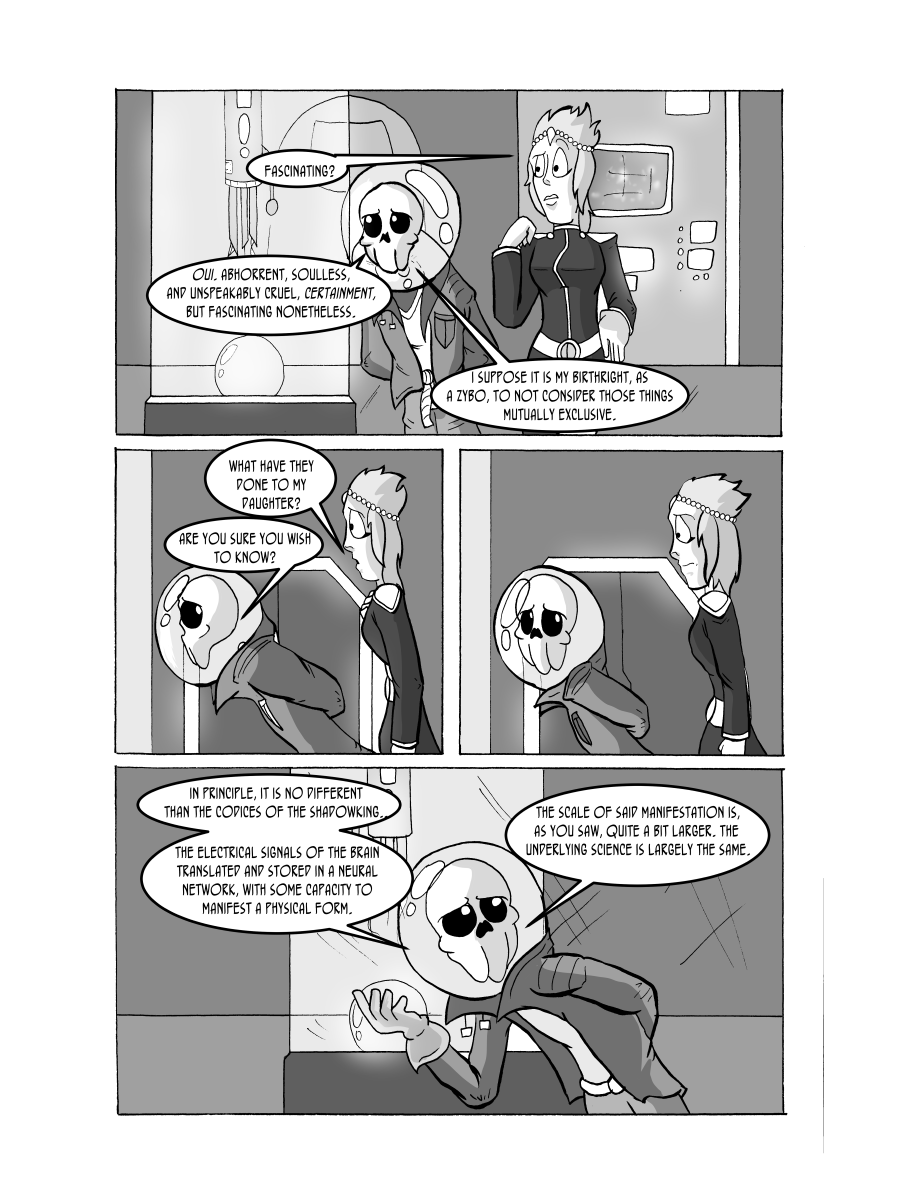 FASCINATING?
OUI. ABHORRENT, SOULLESS,
AND UNSPEAKABLY CRUEL, CERTAINMENT,
BUT FASCINATING NONETHELESS.
I SUPPOSE IT IS MY BIRTHRIGHT, AS
A ZYBO, TO NOT CONSIDER THOSE THINGS
MUTUALLY EXCLUSIVE.
WHAT HAVE THEY
DONE TO MY
DAUGHTER?
ARE YOU SURE YOU WISH
TO KNOW?
IN PRINCIPLE, IT IS NO DIFFERENT
THAN THE CODICES OF THE SHADOWKING.
THE ELECTRICAL SIGNALS OF THE BRAIN
TRANSLATED AND STORED IN A NEURAL
NETWORK, WITH SOME CAPACITY TO
MANIFEST A PHYSICAL FORM.
THE SCALE OF SAID MANIFESTATION IS,
AS YOU SAW, QUITE A BIT LARGER. THE
UNDERLYING SCIENCE IS LARGELY THE SAME.